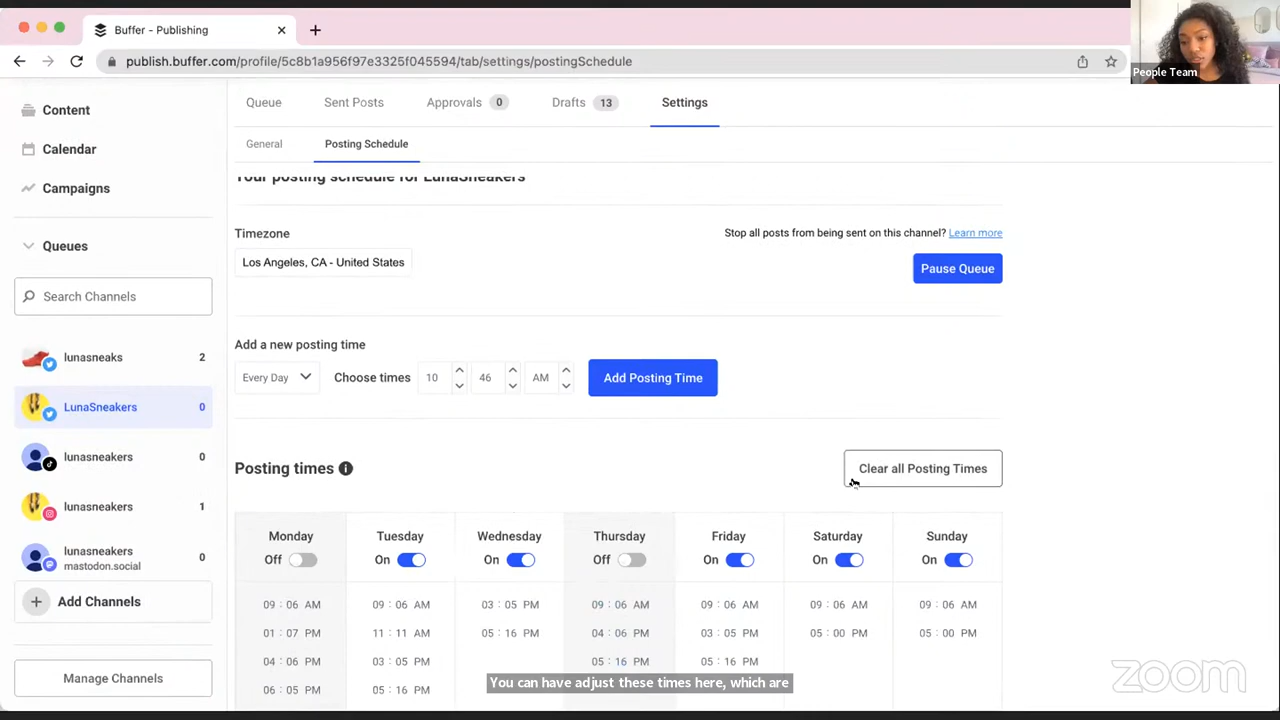 Buffer - Publishing
publish.buffer.com/profile/5c8b1a956f97e3325f045594/tab/settings/postingSchedule
People Team
Content
Calendar
Campaigns
Queues
Search Channels
lunasneaks 2
LunaSneakers 0
lunasneakers 0
lunasneakers 1
lunasneakers 0
mastodon.social
Add Channels
Manage Channels
Queue Sent Posts Approvals 0 Drafts 13 Settings
General Posting Schedule
Your posting schedule for LunaSneakers
Timezone
Stop all posts from being sent on this channel? Learn more
Los Angeles, CA - United States
Pause Queue
Add a new posting time
Every Day Choose times 10 46 AM Add Posting Time
Posting times
Clear all Posting Times
Monday Tuesday Wednesday Thursday Friday Saturday Sunday
Off On On Off On On On
09 : 06 AM 09 : 06 AM 03 : 05 PM 09 : 06 AM 09 : 06 AM 09 : 06 AM 09 : 06 AM
01 : 07 PM 11 : 11 AM 05 : 16 PM 04 : 06 PM 03 : 05 PM 05 : 00 PM 05 : 00 PM
04 : 06 PM 03 : 05 PM 05 : 16 PM 05 : 16 PM
06 : 05 PM 05 : 16 PM
You can have adjust these times here, which are
zoom